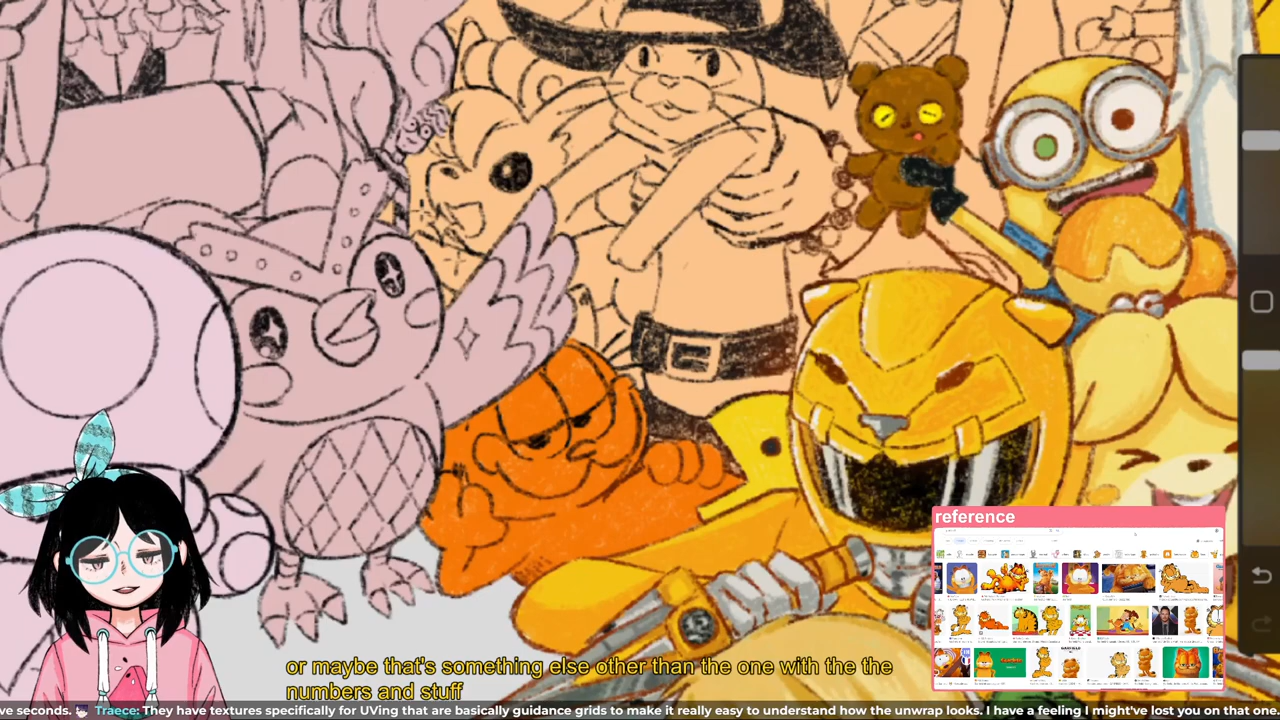 reference
or maybe that's something else other than the one with the the
numbers and stuff
ve seconds. Traece: They have textures specifically for UVing that are basically guidance grids to make it really easy to understand how the unwrap looks. I have a feeling I might've lost you on that one.